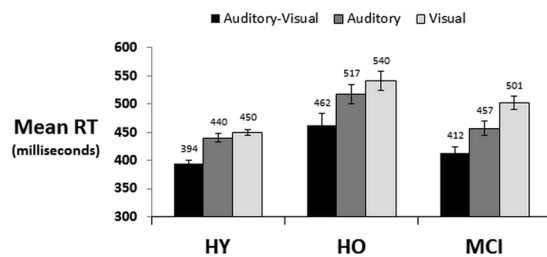 Auditory-Visual Auditory Visual
600
550
500
450
400
350
300
Mean RT
(milliseconds)
394 440 450
462 517 540
412 457 501
HY HO MCI